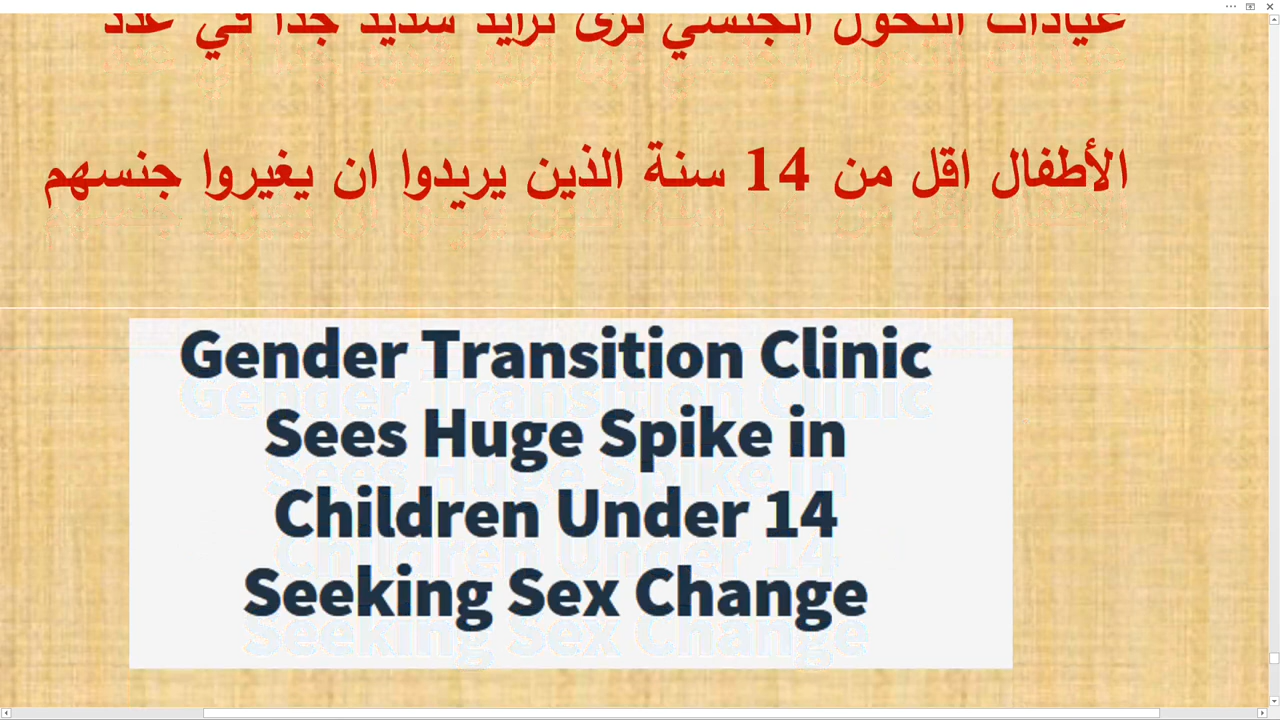 عيادات التحول الجنسي ترى تزايد شديد جدا في عدد
الأطفال اقل من 14 سنة الذين يريدوا ان يغيروا جنسهم
Gender Transition Clinic
Sees Huge Spike in
Children Under 14
Seeking Sex Change